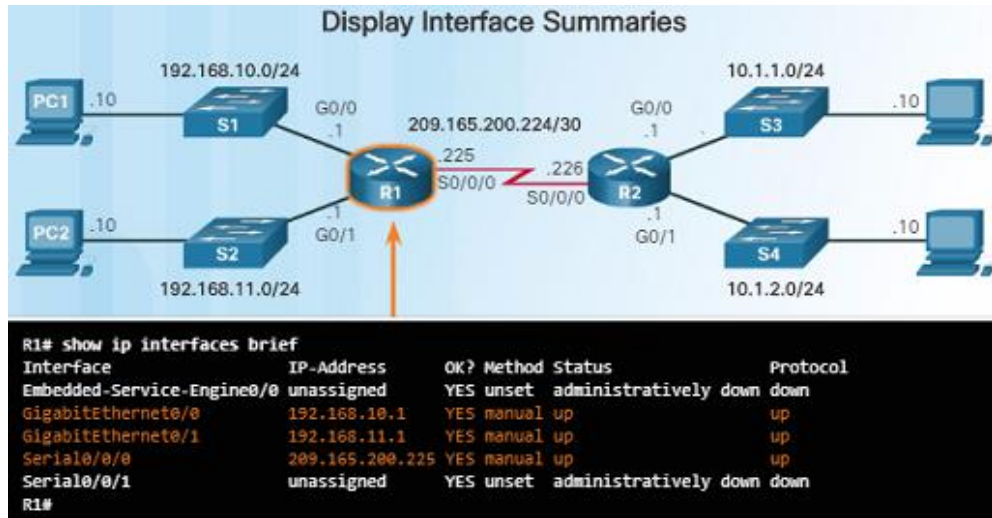 Display Interface Summaries
192.168.10.0/24
10.1.1.0/24
PC1
.10
S1
G0/0
.1
209.165.200.224/30
G0/0
.1
S3
.10
.225
S0/0/0
.226
S0/0/0
R1
R2
PC2
.10
S2
.1
G0/1
.1
G0/1
S4
.10
192.168.11.0/24
10.1.2.0/24
R1# show ip interfaces brief
Interface IP-Address OK? Method Status Protocol
Embedded-Service-Engine0/0 unassigned YES unset administratively down down
GigabitEthernet0/0 192.168.10.1 YES manual up up
GigabitEthernet0/1 192.168.11.1 YES manual up up
Serial0/0/0 209.165.200.225 YES manual up up
Serial0/0/1 unassigned YES unset administratively down down
R1#